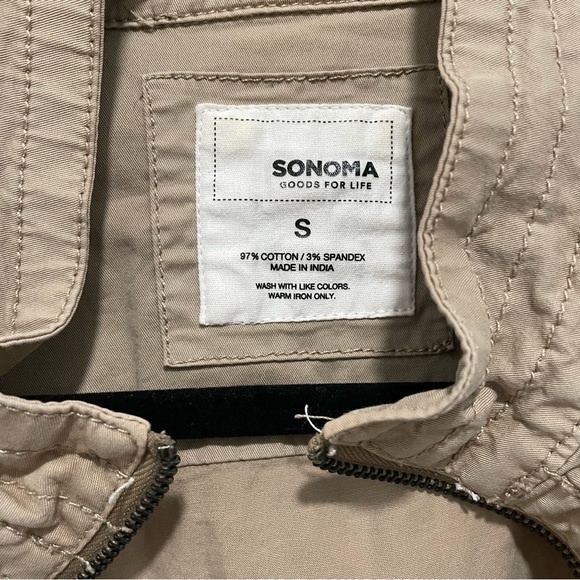 SONOMA
GOODS FOR LIFE
S
97% COTTON / 3% SPANDEX
MADE IN INDIA
WASH WITH LIKE COLORS.
WARM IRON ONLY.